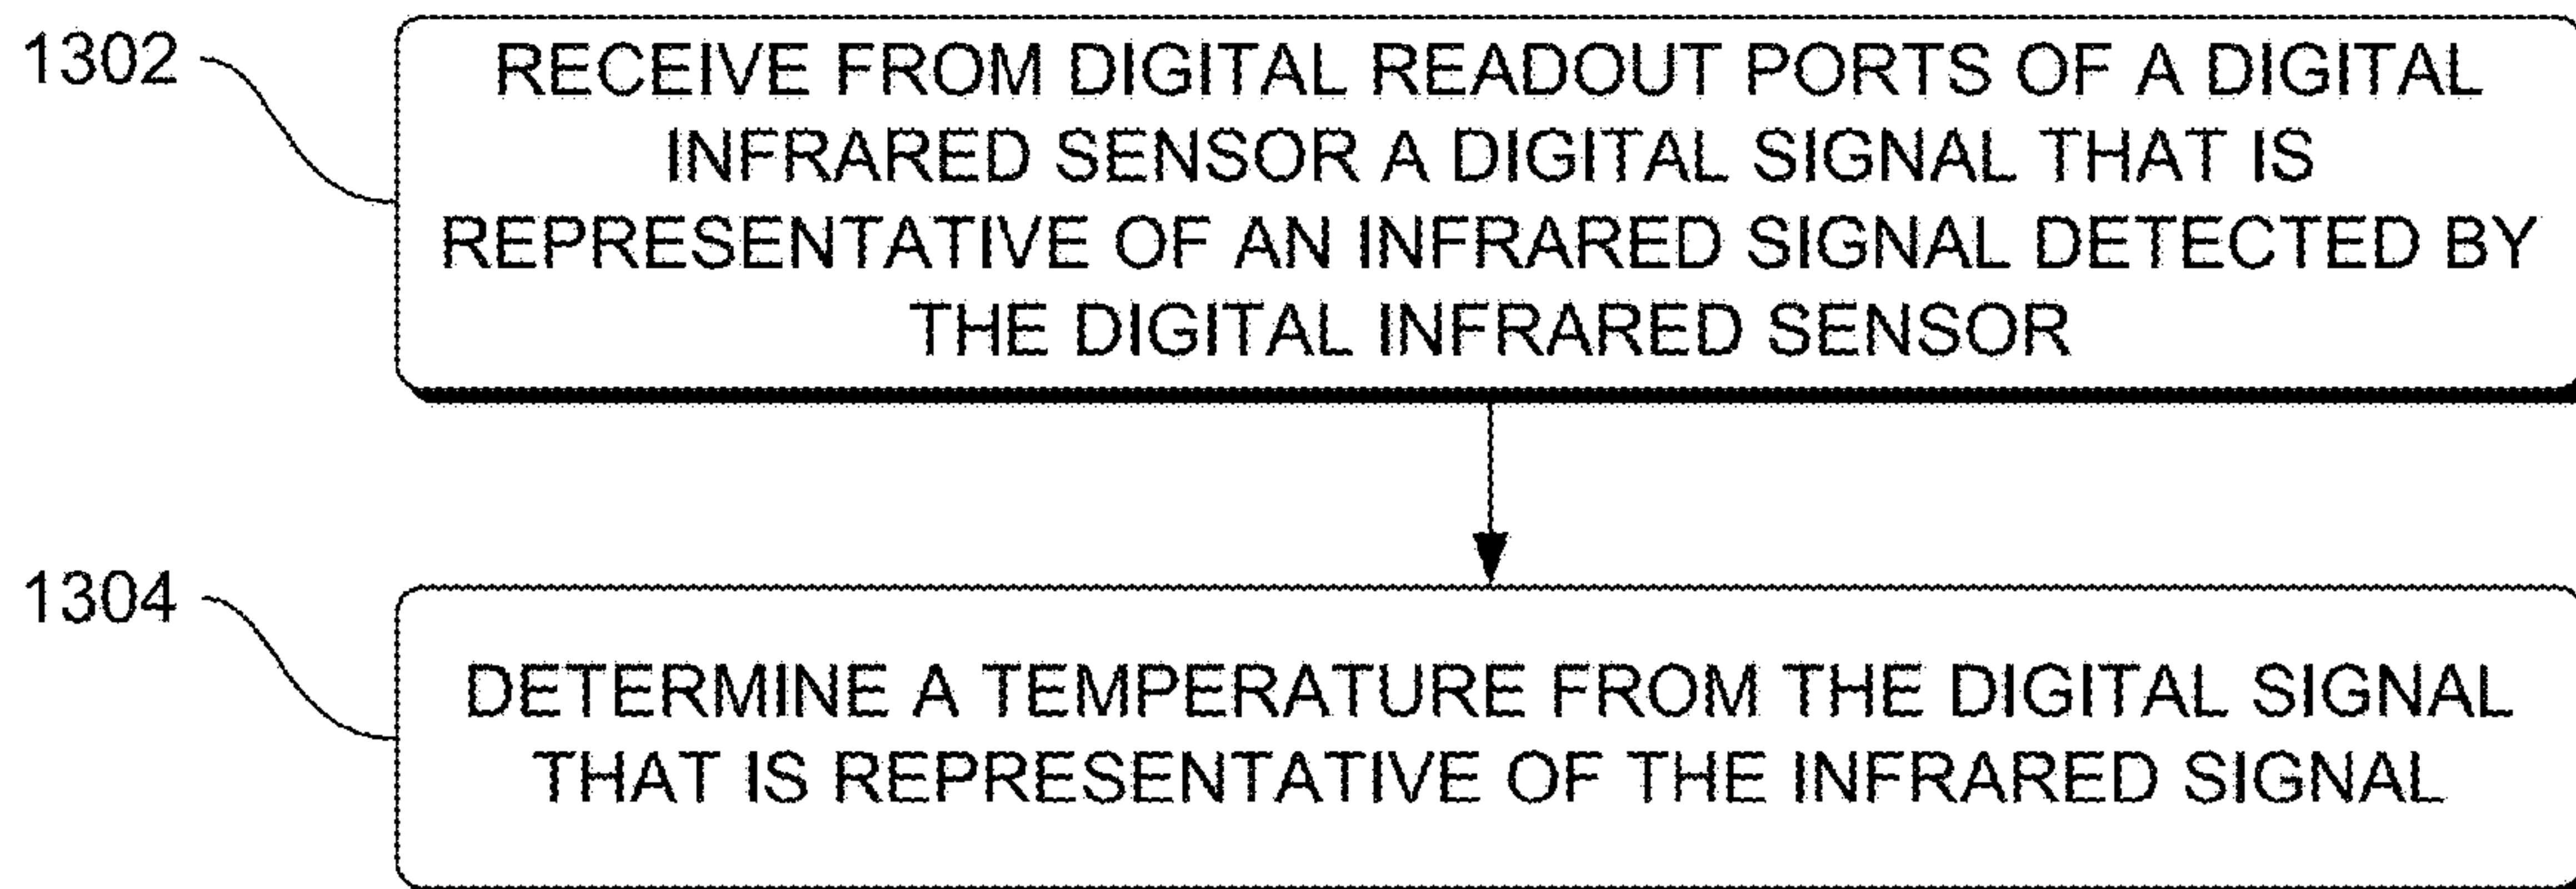 1302
RECEIVE FROM DIGITAL READOUT PORTS OF A DIGITAL
INFRARED SENSOR A DIGITAL SIGNAL THAT IS
REPRESENTATIVE OF AN INFRARED SIGNAL DETECTED BY
THE DIGITAL INFRARED SENSOR
1304
DETERMINE A TEMPERATURE FROM THE DIGITAL SIGNAL
THAT IS REPRESENTATIVE OF THE INFRARED SIGNAL